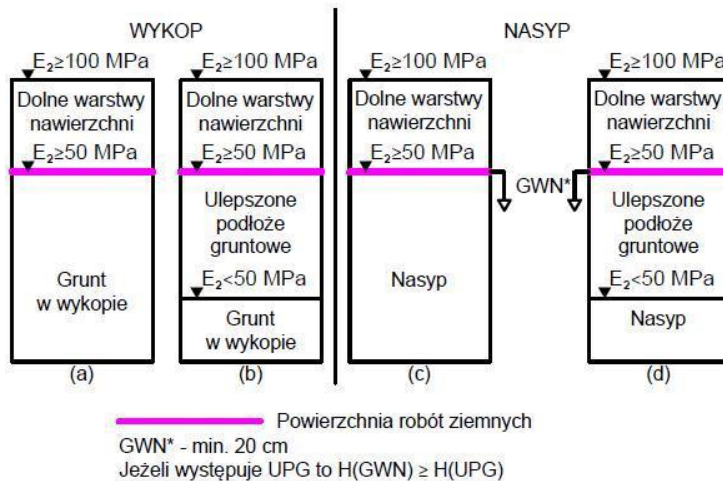 WYKOP
NASYP
E₂≥100 MPa
E₂≥100 MPa
E₂≥100 MPa
E₂≥100 MPa
Dolne warstwy
nawierzchni
Dolne warstwy
nawierzchni
Dolne warstwy
nawierzchni
Dolne warstwy
nawierzchni
E₂≥50 MPa
E₂≥50 MPa
E₂≥50 MPa
E₂≥50 MPa
GWN*
Grunt
w wykopie
Ulepszone
podłoże
gruntowe
E₂<50 MPa
Grunt
w wykopie
Nasyp
Ulepszone
podłoże
gruntowe
E₂<50 MPa
Nasyp
(a)
(b)
(c)
(d)
Powierzchnia robót ziemnych
GWN* - min. 20 cm
Jeżeli występuje UPG to H(GWN) ≥ H(UPG)